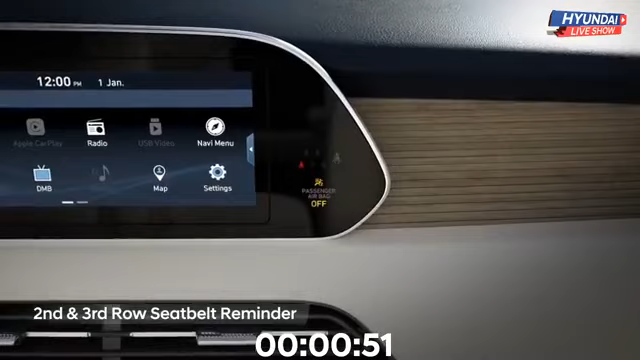 HYUNDAI
LIVE SHOW
12:00 PM 1 Jan.
Apple CarPlay Radio USB Video Navi Menu
DMB Map Settings
PASSENGER
AIR BAG
OFF
2nd & 3rd Row Seatbelt Reminder
00:00:51